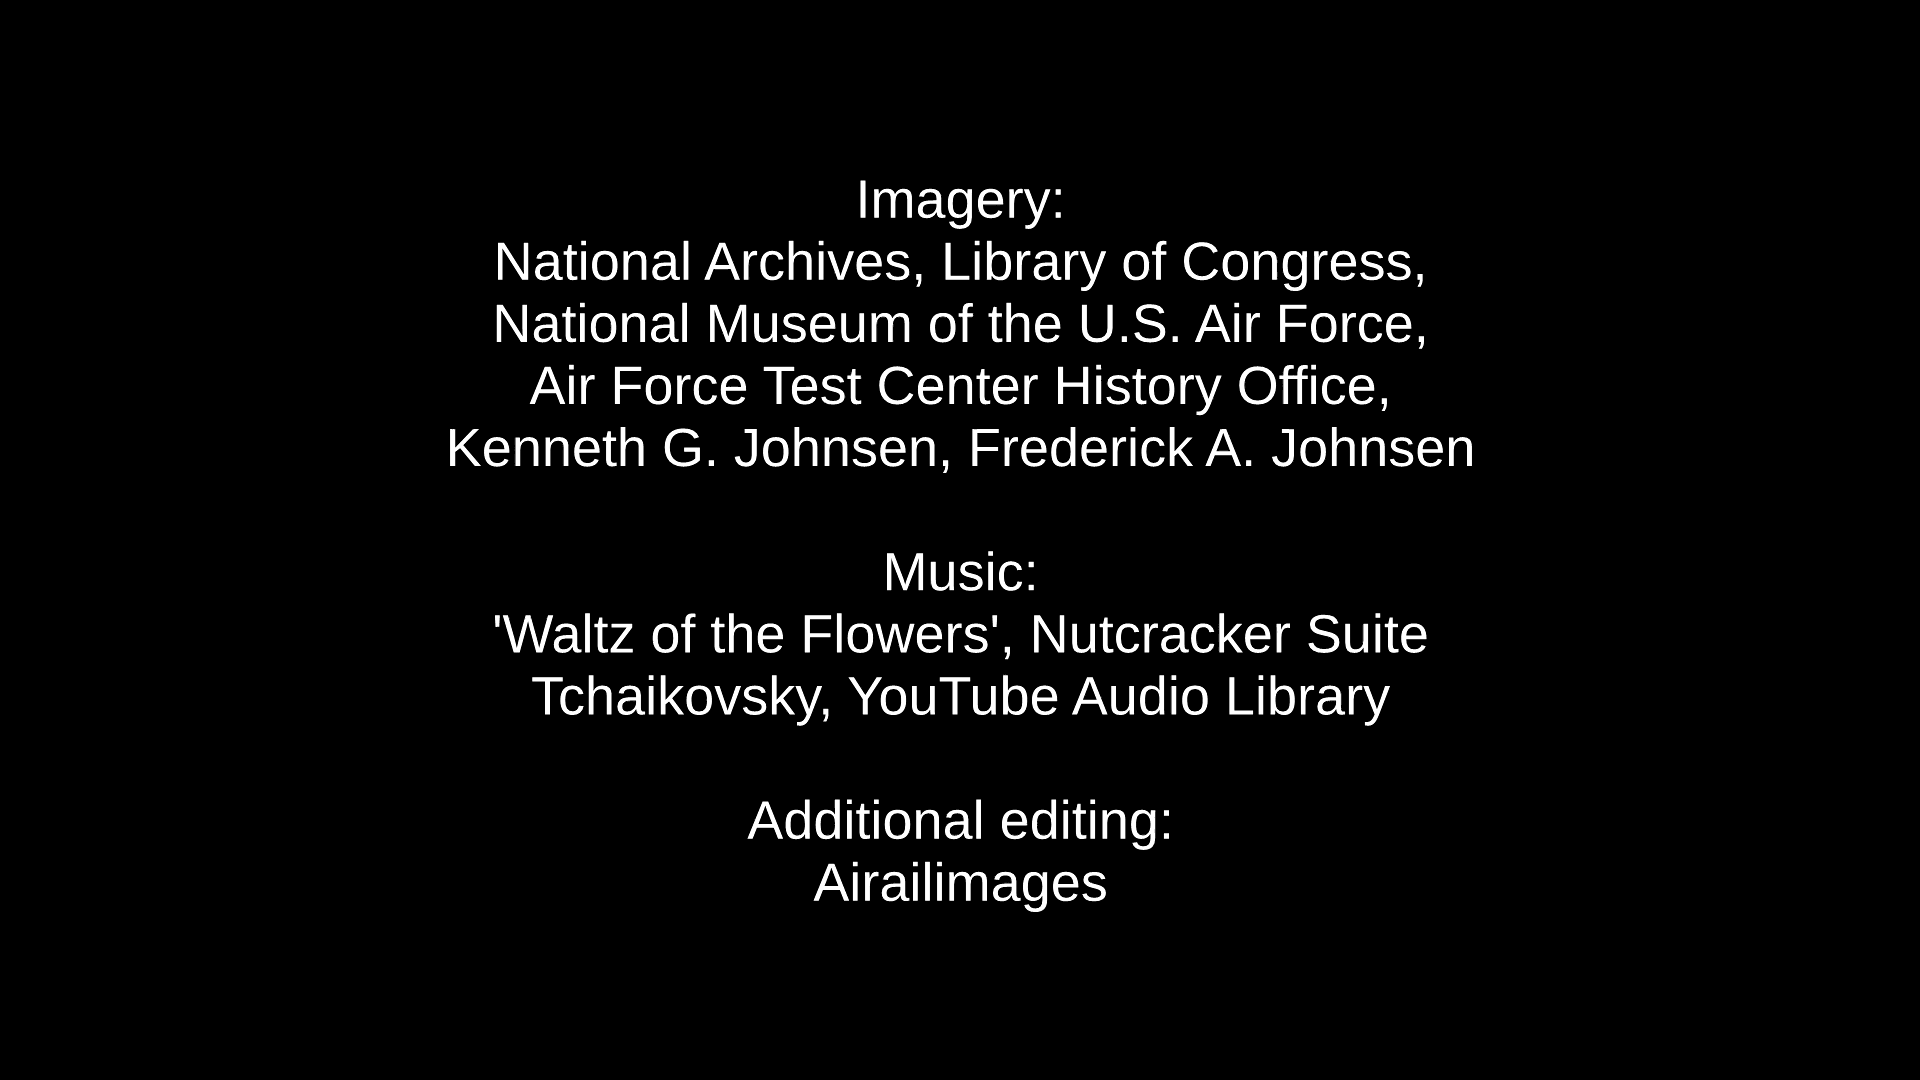 Imagery:
National Archives, Library of Congress,
National Museum of the U.S. Air Force,
Air Force Test Center History Office,
Kenneth G. Johnsen, Frederick A. Johnsen
Music:
'Waltz of the Flowers', Nutcracker Suite
Tchaikovsky, YouTube Audio Library
Additional editing:
Airailimages